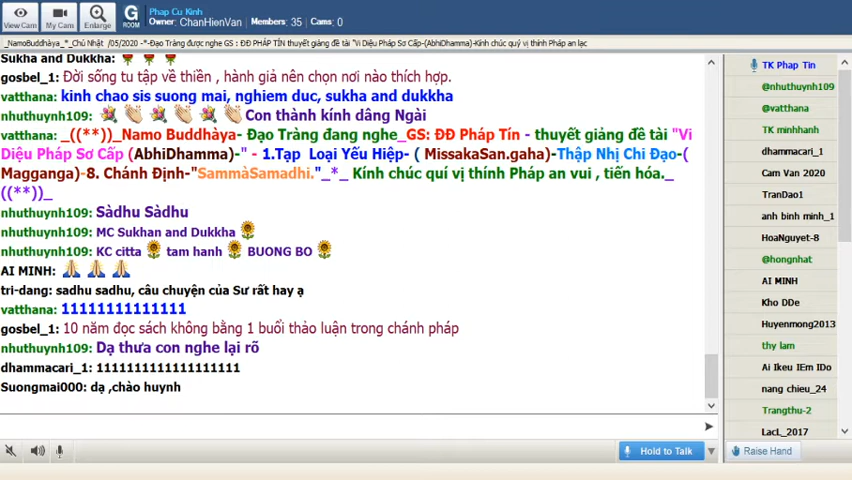 View Cam
My Cam
Enlarge
G
ROOM
Phap Cu Kinh
Owner: ChanHienVan
Members: 35
Cams: 0
_NamoBuddhàya_*_Chủ Nhật /05/2020 -*-Đạo Tràng được nghe GS : ĐĐ PHÁP TÍN thuyết giảng đề tài "Vi Diệu Pháp Sơ Cấp-(AbhiDhamma)-Kính chúc quý vị thính Pháp an lạc
Sukha and Dukkha:
gosbel_1: Đời sống tu tập về thiền , hành giả nên chọn nơi nào thích hợp.
vatthana: kinh chao sis suong mai, nghiem duc, sukha and dukkha
nhuthuynh109: Con thành kính dâng Ngài
vatthana: _((**))_Namo Buddhàya- Đạo Tràng đang nghe_GS: ĐĐ Pháp Tín - thuyết giảng đề tài "Vi
Diệu Pháp Sơ Cấp (AbhiDhamma)-" - 1.Tạp Loại Yếu Hiệp- ( MissakaSan.gaha)-Thập Nhị Chi Đạo-(
Magganga)-8. Chánh Định-"SammàSamadhi."_*_ Kính chúc quí vị thính Pháp an vui , tiến hóa._
((**))_
nhuthuynh109: Sàdhu Sàdhu
nhuthuynh109: MC Sukhan and Dukkha
nhuthuynh109: KC citta tam hanh BUONG BO
AI MINH:
tri-dang: sadhu sadhu, câu chuyện của Sư rất hay ạ
vatthana: 11111111111111
gosbel_1: 10 năm đọc sách không bằng 1 buổi thảo luận trong chánh pháp
nhuthuynh109: Dạ thưa con nghe lại rõ
dhammacari_1: 1111111111111111111
Suongmai000: dạ ,chào huynh
Hold to Talk
TK Phap Tin
@nhuthuynh109
@vatthana
TK minhhanh
dhammacari_1
Cam Van 2020
TranDao1
anh binh minh_1
HoaNguyet-8
@hongnhat
AI MINH
Kho DDe
Huyenmong2013
thy lam
Ai Ikeu IEm IDo
nang chieu_24
Trangthu-2
LacL_2017
Raise Hand